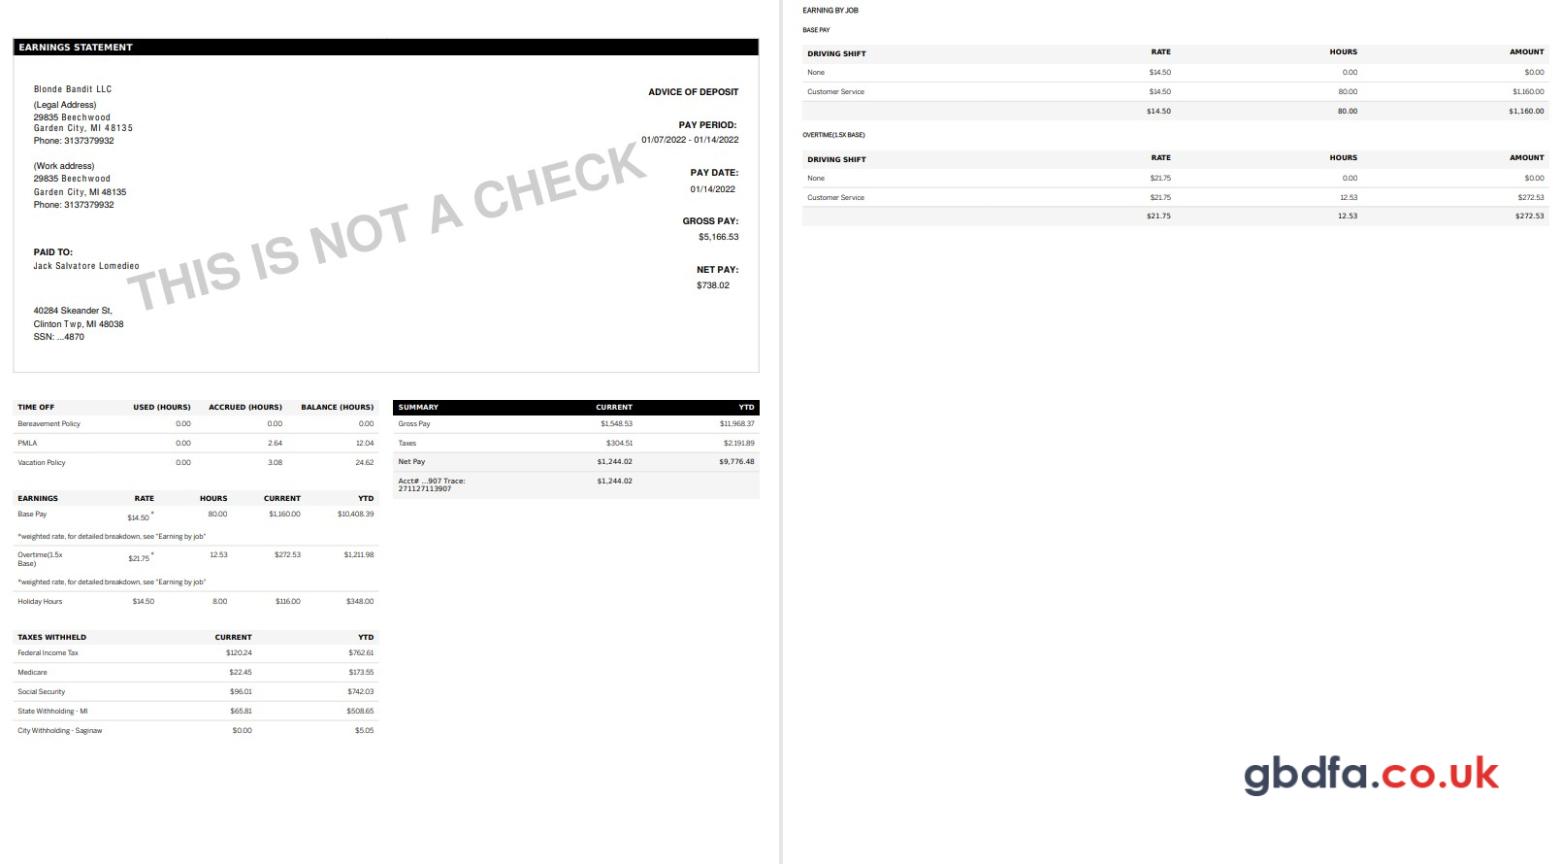 EARNINGS STATEMENT
Blonde Bandit LLC
(Legal Address)
29835 Beechwood
Garden City, MI 48135
Phone: 3137379932
(Work address)
29835 Beechwood
Garden City, MI 48135
Phone: 3137379932
PAID TO:
Jack Salvatore Lomedieo
40284 Skeander St,
Clinton Twp, MI 48038
SSN: ...4870
ADVICE OF DEPOSIT
PAY PERIOD:
01/07/2022 - 01/14/2022
PAY DATE:
01/14/2022
GROSS PAY:
$5,166.53
NET PAY:
$738.02
THIS IS NOT A CHECK
TIME OFF USED (HOURS) ACCRUED (HOURS) BALANCE (HOURS)
Bereavement Policy 0.00 0.00 0.00
PMLA 0.00 2.64 12.04
Vacation Policy 0.00 3.08 24.62
EARNINGS RATE HOURS CURRENT YTD
Base Pay $14.50 * 80.00 $1,160.00 $10,408.39
*weighted rate, for detailed breakdown, see "Earning by job"
Overtime(1.5x $21.75 * 12.53 $272.53 $1,211.98
Base)
*weighted rate, for detailed breakdown, see "Earning by job"
Holiday Hours $14.50 8.00 $116.00 $348.00
TAXES WITHHELD CURRENT YTD
Federal Income Tax $120.24 $762.61
Medicare $22.45 $173.55
Social Security $96.01 $742.03
State Withholding - MI $65.81 $508.65
City Withholding - Saginaw $0.00 $5.05
SUMMARY CURRENT YTD
Gross Pay $1,548.53 $11,968.37
Taxes $304.51 $2,191.89
Net Pay $1,244.02 $9,776.48
Acct# ...907 Trace: $1,244.02
271127113907
EARNING BY JOB
BASE PAY
DRIVING SHIFT RATE HOURS AMOUNT
None $14.50 0.00 $0.00
Customer Service $14.50 80.00 $1,160.00
$14.50 80.00 $1,160.00
OVERTIME(1.5X BASE)
DRIVING SHIFT RATE HOURS AMOUNT
None $21.75 0.00 $0.00
Customer Service $21.75 12.53 $272.53
$21.75 12.53 $272.53
gbdfa.co.uk